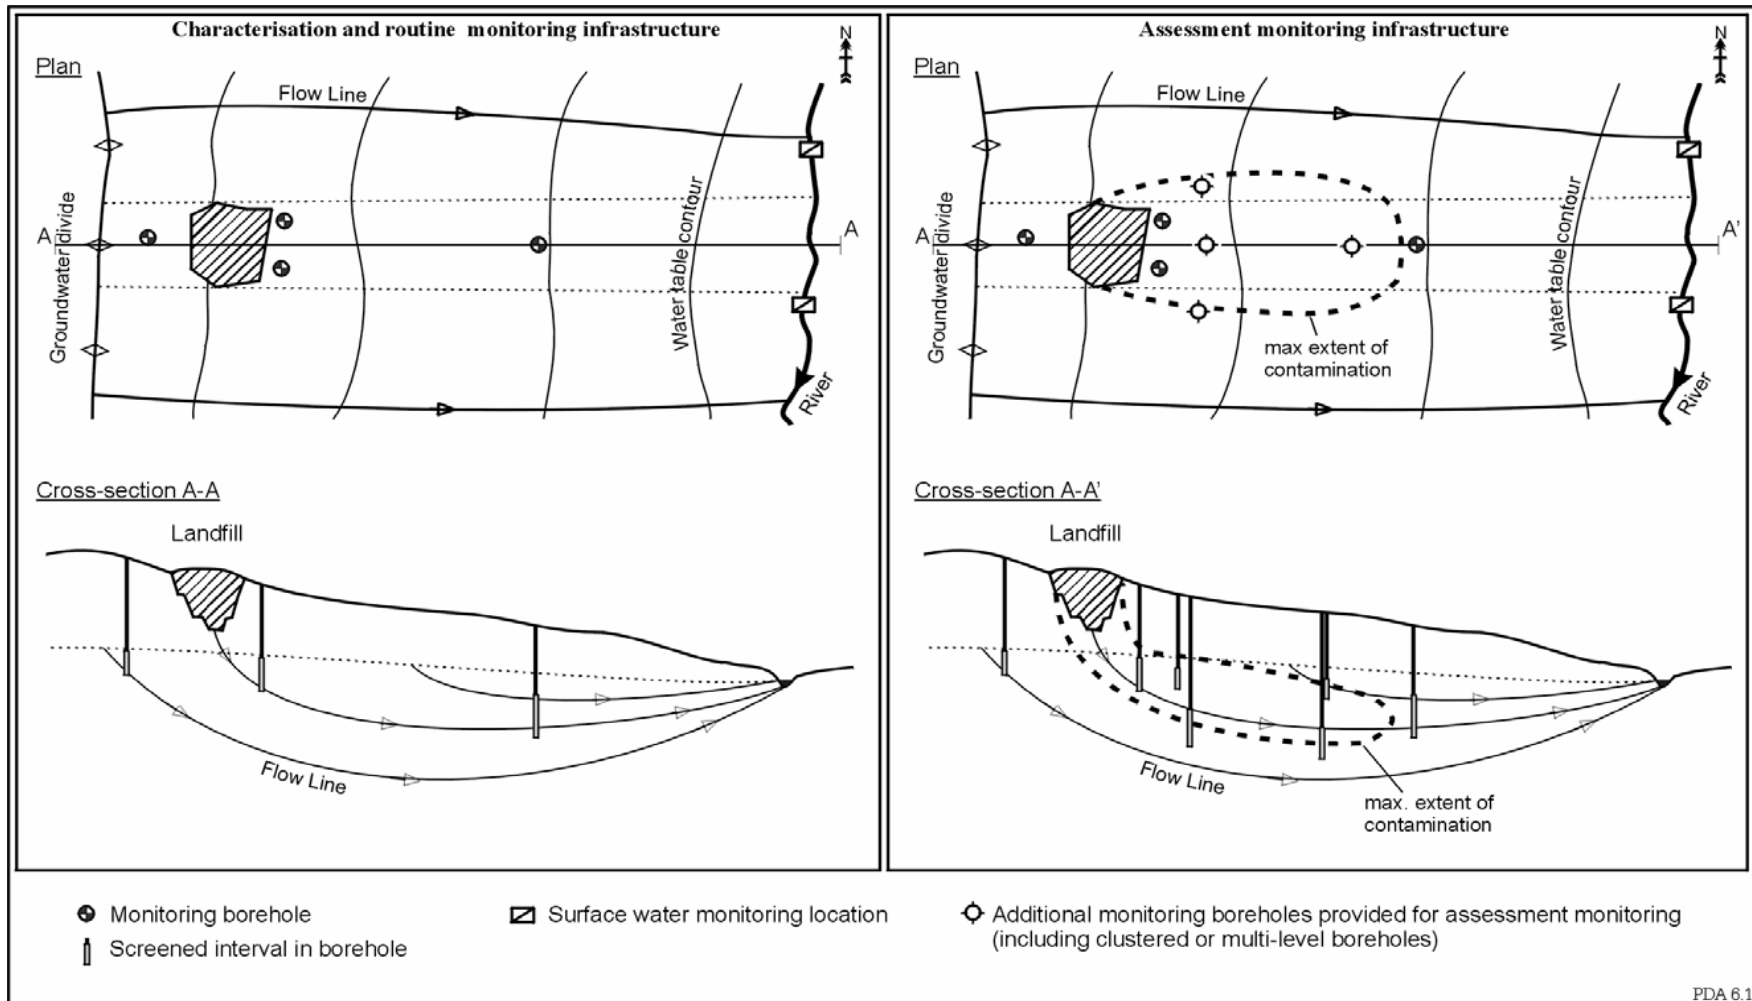 Characterisation and routine monitoring infrastructure
N
Plan
Flow Line
Groundwater divide
A
A
Water table contour
River
Cross-section A-A
Landfill
Flow Line
Assessment monitoring infrastructure
N
Plan
Flow Line
Groundwater divide
A
A'
Water table contour
max extent of
contamination
River
Cross-section A-A'
Landfill
Flow Line
max. extent of
contamination
Monitoring borehole
Screened interval in borehole
Surface water monitoring location
Additional monitoring boreholes provided for assessment monitoring
(including clustered or multi-level boreholes)
PDA 6.1